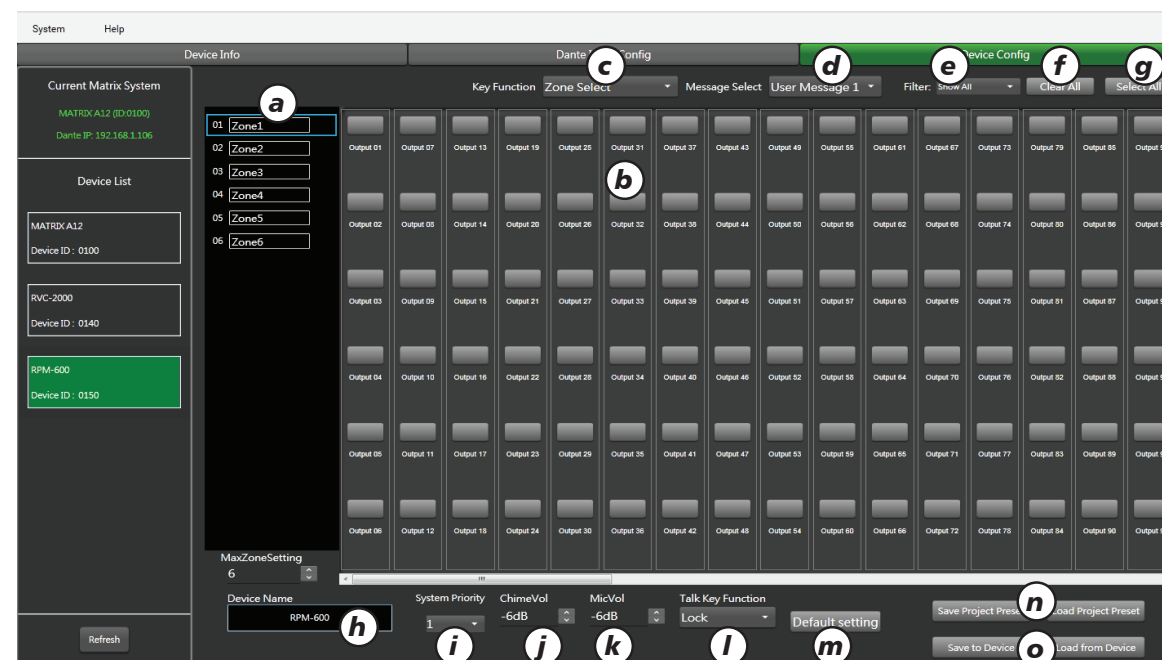 System Help
Device Info Dante Config Device Config
Current Matrix System
MATRIX A12 (ID:0100)
Dante IP: 192.168.1.106
Device List
MATRIX A12
Device ID : 0100
RVC-2000
Device ID : 0140
RPM-600
Device ID : 0150
Refresh
a b c d e f g
Key Function Zone Select Message Select User Message 1 Filter: Show All Clear All Select All
01 Zone1
02 Zone2
03 Zone3
04 Zone4
05 Zone5
06 Zone6
Output 01 Output 07 Output 13 Output 19 Output 25 Output 31 Output 37 Output 43 Output 49 Output 55 Output 61 Output 67 Output 73 Output 79 Output 85 Output
Output 02 Output 08 Output 14 Output 20 Output 26 Output 32 Output 38 Output 44 Output 50 Output 56 Output 62 Output 68 Output 74 Output 80 Output 86 Output
Output 03 Output 09 Output 15 Output 21 Output 27 Output 33 Output 39 Output 45 Output 51 Output 57 Output 63 Output 69 Output 75 Output 81 Output 87 Output
Output 04 Output 10 Output 16 Output 22 Output 28 Output 34 Output 40 Output 46 Output 52 Output 58 Output 64 Output 70 Output 76 Output 82 Output 88 Output
Output 05 Output 11 Output 17 Output 23 Output 29 Output 35 Output 41 Output 47 Output 53 Output 59 Output 65 Output 71 Output 77 Output 83 Output 89 Output
Output 06 Output 12 Output 18 Output 24 Output 30 Output 36 Output 42 Output 48 Output 54 Output 60 Output 66 Output 72 Output 78 Output 84 Output 90 Output
MaxZoneSetting
6
Device Name System Priority ChimeVol MicVol Talk Key Function
RPM-600 1 -6dB -6dB Lock Default setting
Save Project Preset Load Project Preset
Save to Device Load from Device
h i j k l m n o